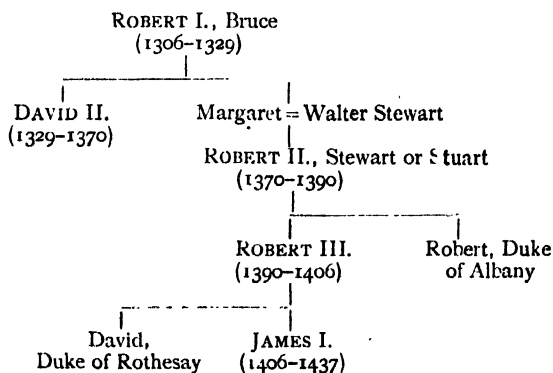 ROBERT I., Bruce
(1306–1329)
DAVID II.
(1329–1370)
Margaret = Walter Stewart
ROBERT II., Stewart or Stuart
(1370–1390)
ROBERT III.
(1390–1406)
Robert, Duke
of Albany
David,
Duke of Rothesay
JAMES I.
(1406–1437)